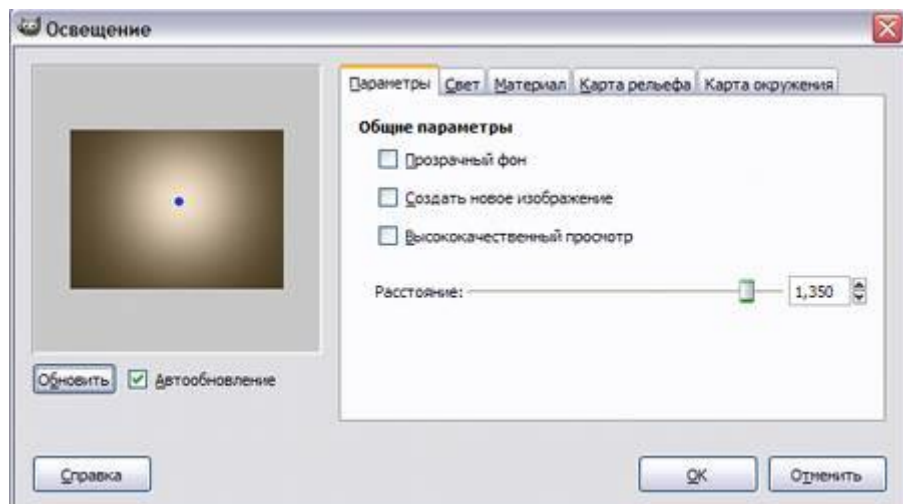 Освещение
Параметры Свет Материал Карта рельефа Карта окружения
Общие параметры
Прозрачный фон
Создать новое изображение
Высококачественный просмотр
Расстояние: 1,350
Обновить Автообновление
Справка OK Отменить